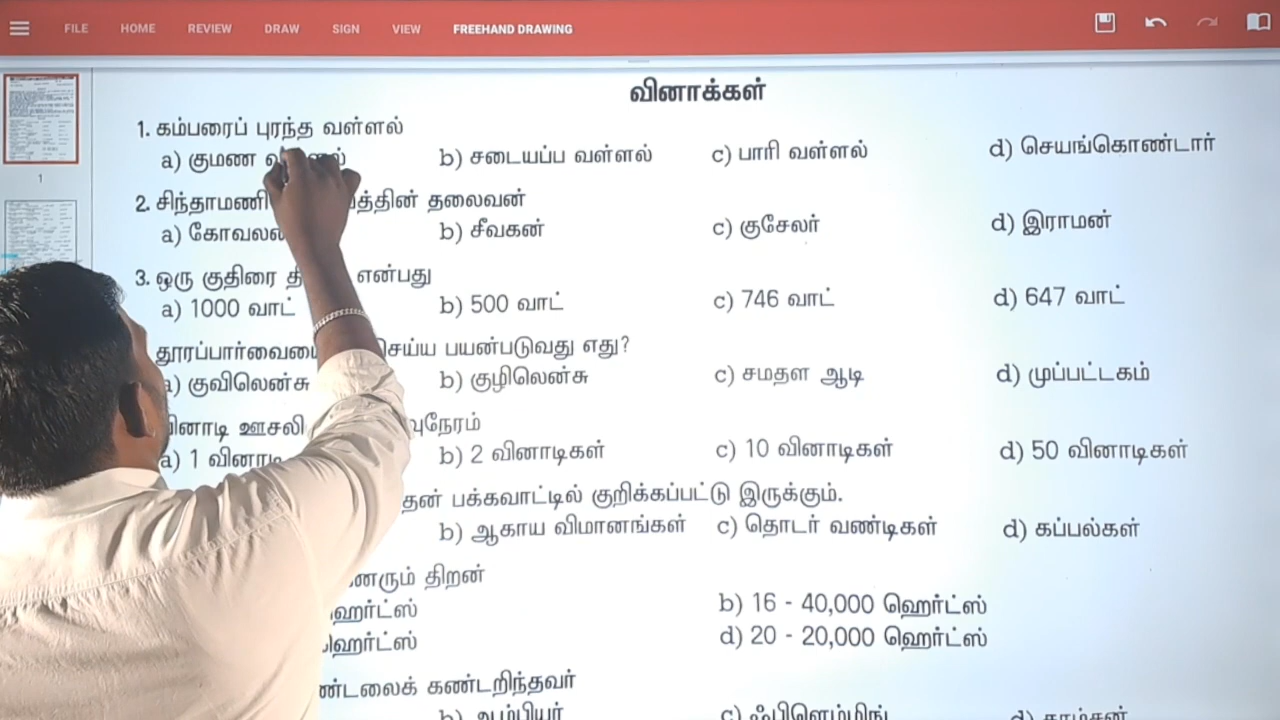 FILE HOME REVIEW DRAW SIGN VIEW FREEHAND DRAWING
வினாக்கள்
1. கம்பரைப் புரந்த வள்ளல்
a) குமண b) சடையப்ப வள்ளல் c) பாரி வள்ளல் d) செயங்கொண்டார்
2. சிந்தாமணி தலைவன்
a) b) சீவகன் c) குசேலர் d) இராமன்
3. ஒரு குதிரை என்பது
a) 1000 வாட் b) 500 வாட் c) 746 வாட் d) 647 வாட்
செய்ய பயன்படுவது எது?
a) குவிலென்சு b) குழிலென்சு c) சமதள ஆடி d) முப்பட்டகம்
ஊசலி
a) 1 b) 2 வினாடிகள் c) 10 வினாடிகள் d) 50 வினாடிகள்
தன் பக்கவாட்டில் குறிக்கப்பட்டு இருக்கும்.
b) ஆகாய விமானங்கள் c) தொடர் வண்டிகள் d) கப்பல்கள்
திறன்
ஹெர்ட்ஸ் b) 16 - 40,000 ஹெர்ட்ஸ்
ஹெர்ட்ஸ் d) 20 - 20,000 ஹெர்ட்ஸ்
கண்டறிந்தவர்
1